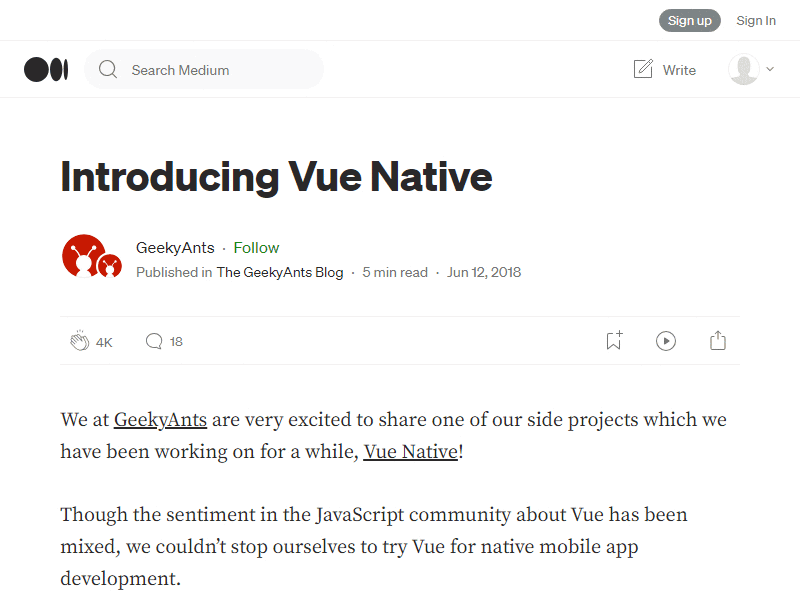 Sign up Sign In
Search Medium Write
Introducing Vue Native
GeekyAnts · Follow
Published in The GeekyAnts Blog · 5 min read · Jun 12, 2018
4K 18
We at GeekyAnts are very excited to share one of our side projects which we
have been working on for a while, Vue Native!
Though the sentiment in the JavaScript community about Vue has been
mixed, we couldn’t stop ourselves to try Vue for native mobile app
development.